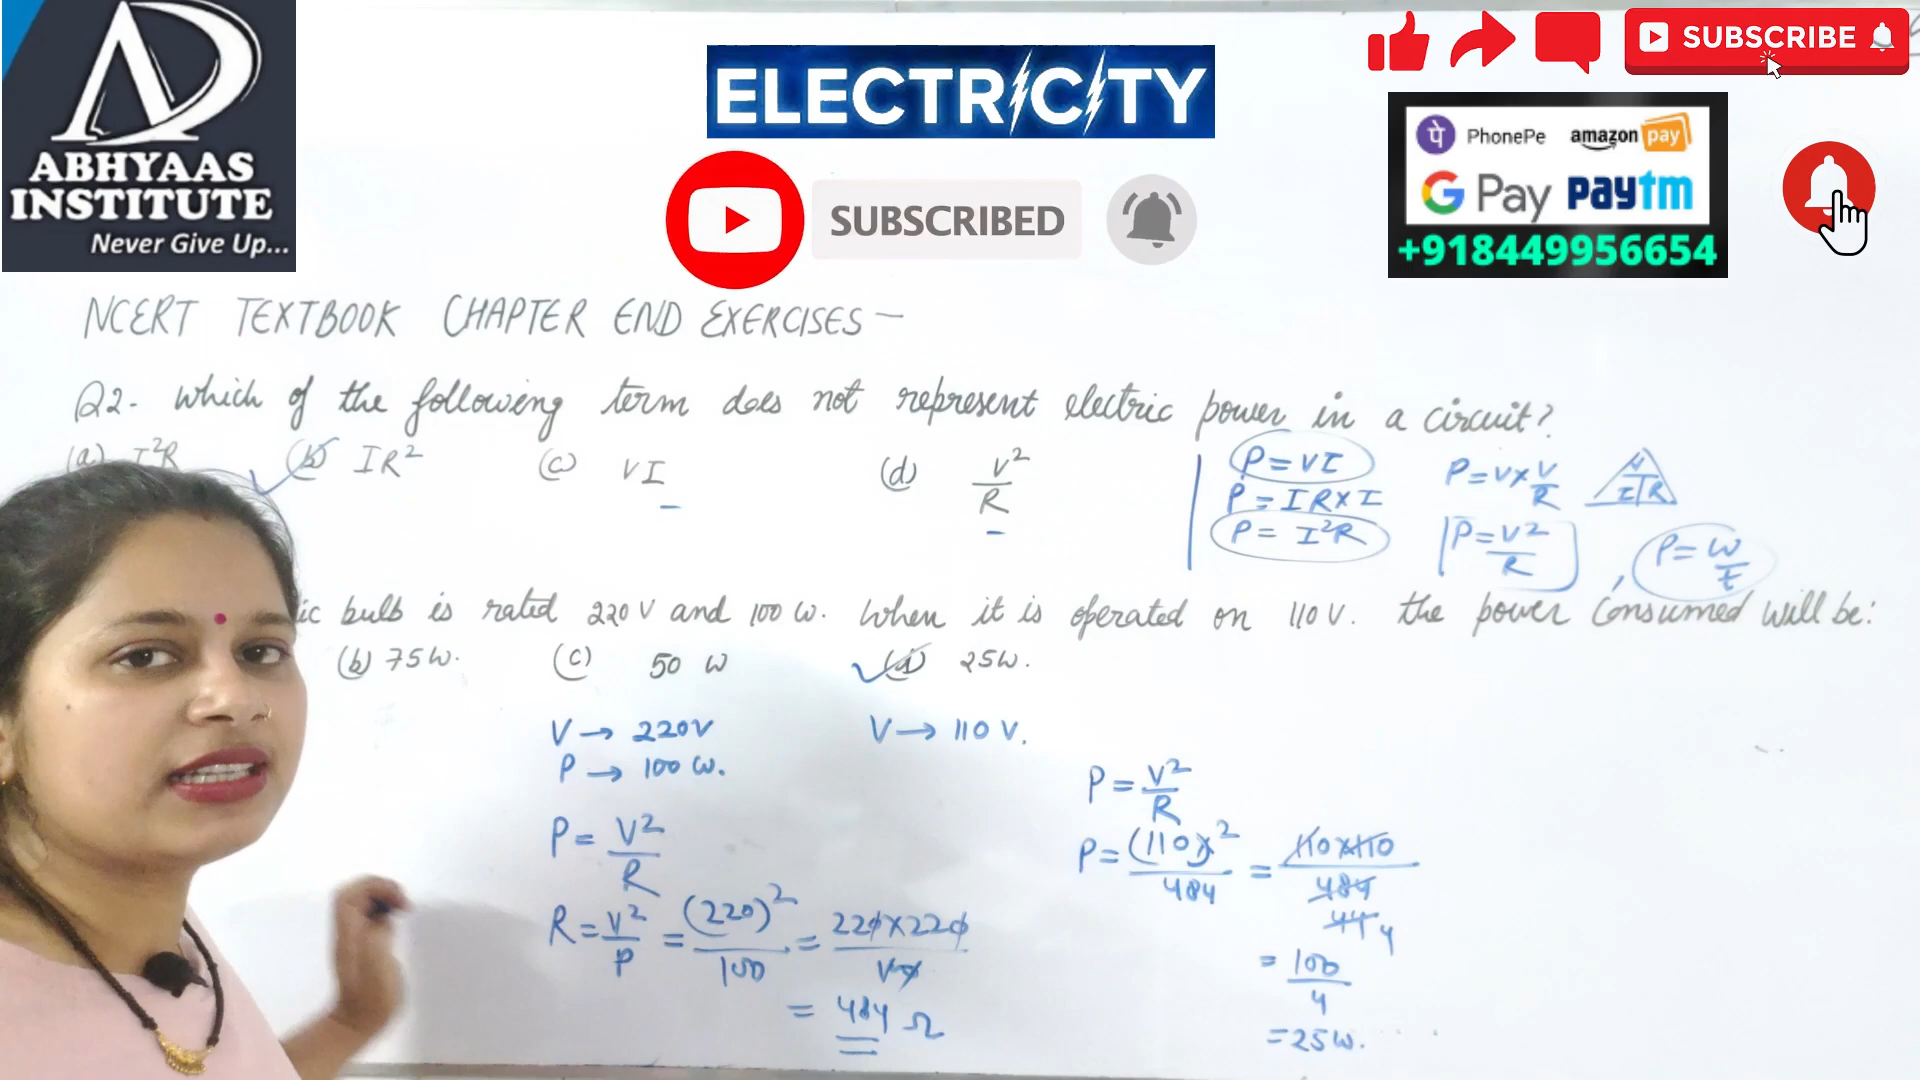 ABHYAAS
INSTITUTE
Never Give Up...
ELECTRICITY
SUBSCRIBE
SUBSCRIBED
PhonePe amazon pay
G Pay paytm
+918449956654
NCERT TEXTBOOK CHAPTER END EXERCISES -
Q2- Which of the following term does not represent electric power in a circuit?
(a) I²R (b) IR² (c) VI (d) V²/R
P = VI
P = IR×I
P = I²R
P = V×V/R
P = V²/R
V
I R
, P = W/t
ic bulb is rated 220 V and 100 W. When it is operated on 110 V. the power consumed will be:
(b) 75W. (c) 50 W (d) 25W.
V → 220V
P → 100 W.
P = V²/R
R = V²/P = (220)²/100 = 220×220/100
= 484 Ω
V → 110 V.
P = V²/R
P = (110)²/484 = 110×110/484
44 4
= 100/4
= 25W.